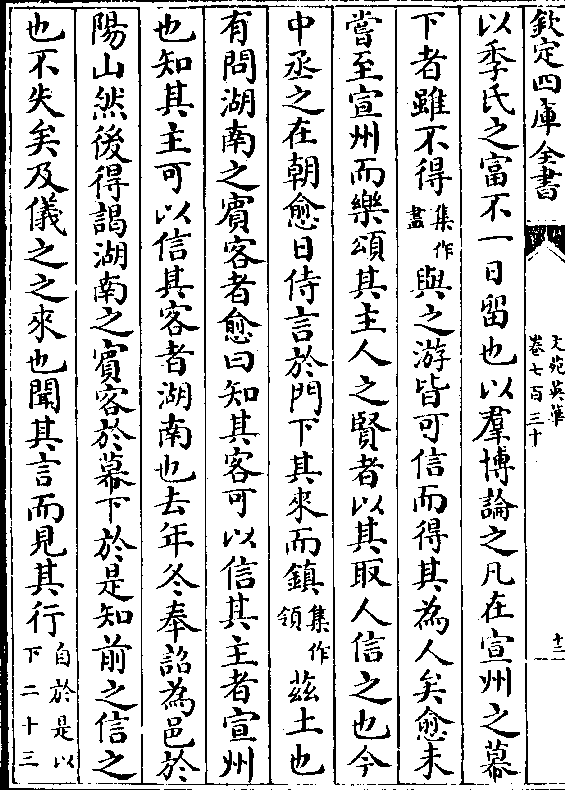 欽定四庫全書
文苑英華
卷七百三十
十二
以季氏之富不一日留也以羣博論之凡在宣州之幕
下者雖不得集作盡與之游皆可信而得其為人矣愈未
嘗至宣州而樂頌其主人之賢者以其取人信之也今
中丞之在朝愈日侍言於門下其來而鎮集作領茲土也
有問湖南之賓客者愈曰知其客可以信其主者宣州
也知其主可以信其客者湖南也去年冬奉詔為邑於
陽山然後得謁湖南之賓客於幕下於是知前之信之
也不失矣及儀之之來也聞其言而見其行自於是以下二十三